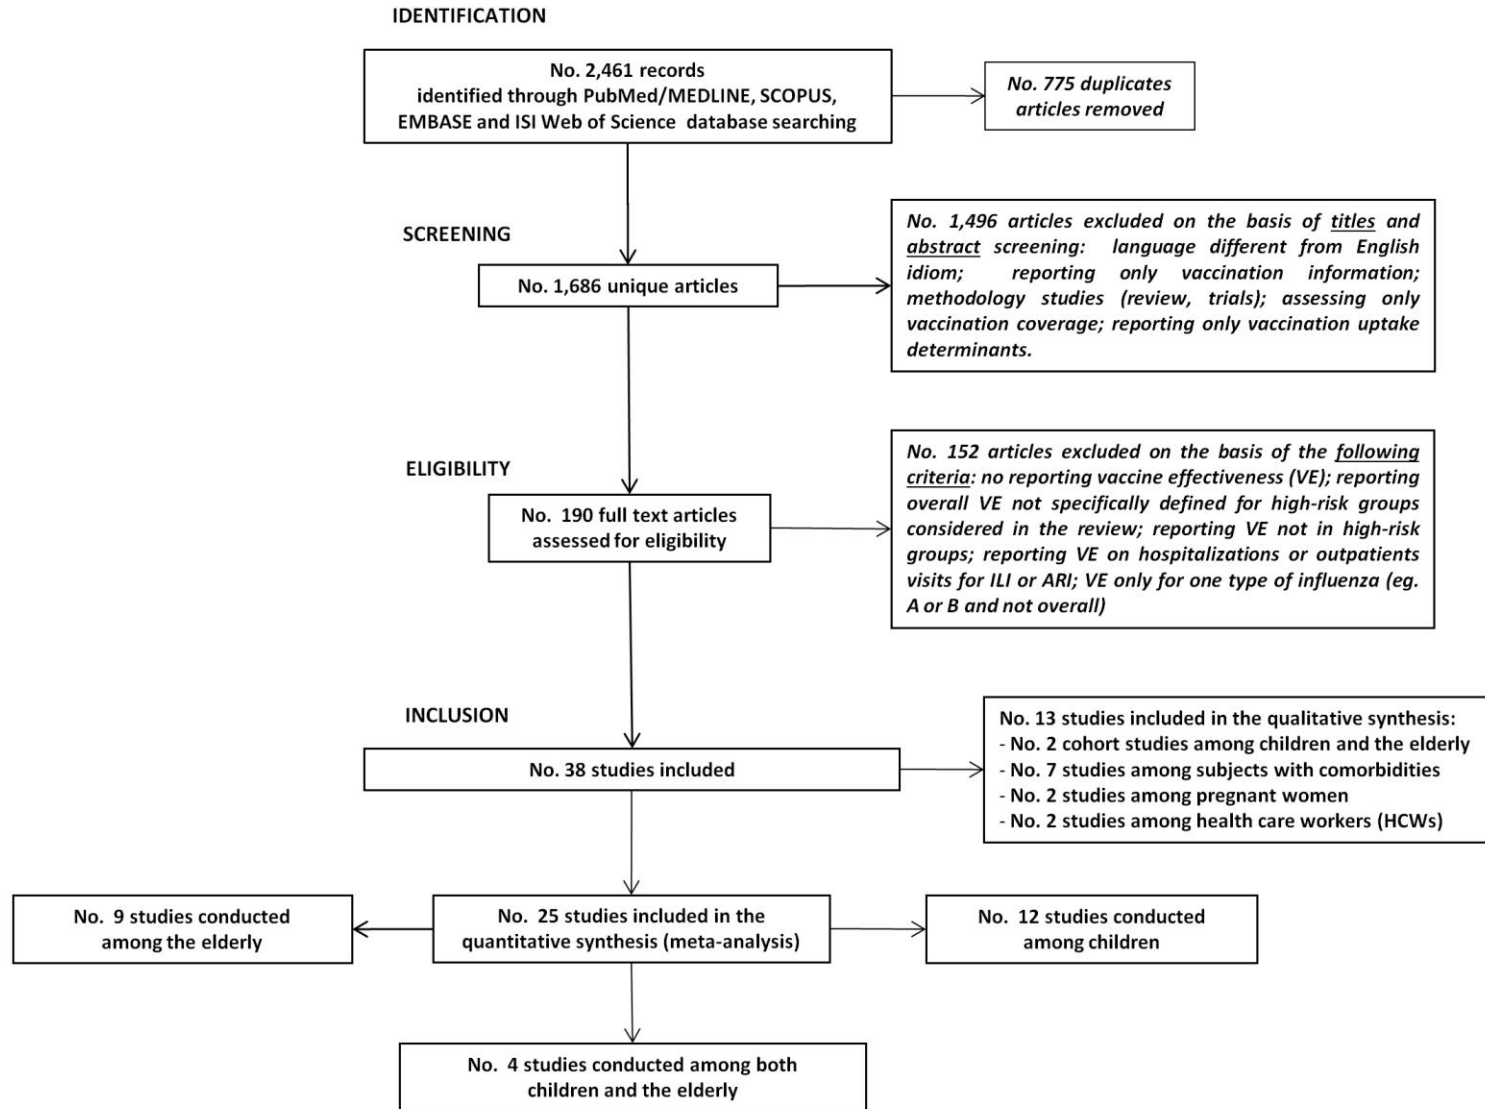 IDENTIFICATION
No. 2,461 records
identified through PubMed/MEDLINE, SCOPUS,
EMBASE and ISI Web of Science database searching
No. 775 duplicates
articles removed
SCREENING
No. 1,686 unique articles
No. 1,496 articles excluded on the basis of titles and
abstract screening: language different from English
idiom; reporting only vaccination information;
methodology studies (review, trials); assessing only
vaccination coverage; reporting only vaccination uptake
determinants.
ELIGIBILITY
No. 190 full text articles
assessed for eligibility
No. 152 articles excluded on the basis of the following
criteria: no reporting vaccine effectiveness (VE); reporting
overall VE not specifically defined for high-risk groups
considered in the review; reporting VE not in high-risk
groups; reporting VE on hospitalizations or outpatients
visits for ILI or ARI; VE only for one type of influenza (eg.
A or B and not overall)
INCLUSION
No. 38 studies included
No. 13 studies included in the qualitative synthesis:
- No. 2 cohort studies among children and the elderly
- No. 7 studies among subjects with comorbidities
- No. 2 studies among pregnant women
- No. 2 studies among health care workers (HCWs)
No. 9 studies conducted
among the elderly
No. 25 studies included in the
quantitative synthesis (meta-analysis)
No. 12 studies conducted
among children
No. 4 studies conducted among both
children and the elderly